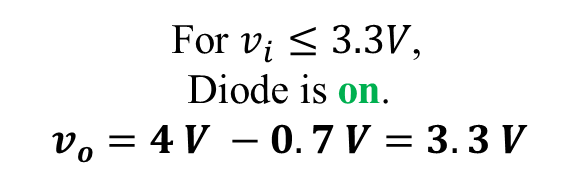 For vᵢ ≤ 3.3V,
Diode is on.
vₒ = 4 V − 0.7 V = 3.3 V